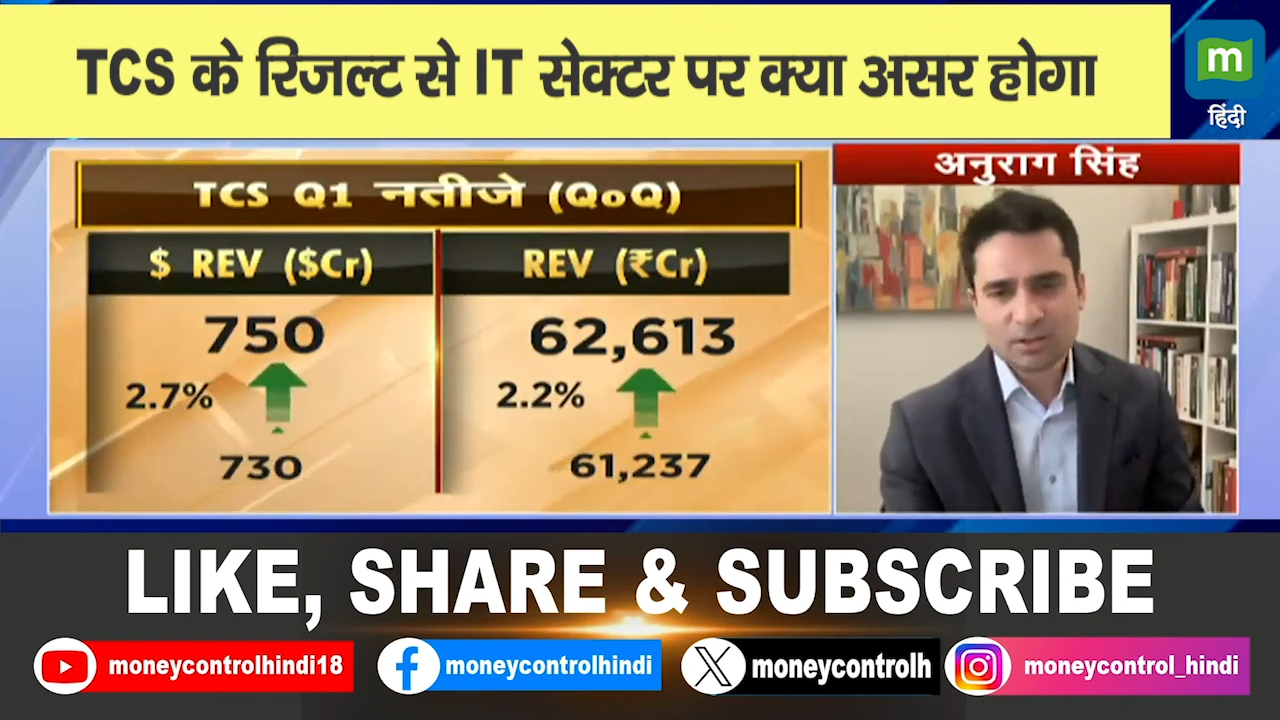 TCS के रिजल्ट से IT सेक्टर पर क्या असर होगा
m
हिंदी
TCS Q1 नतीजे (QoQ)
$ REV ($Cr)
REV (₹Cr)
750
62,613
2.7%
2.2%
730
61,237
अनुराग सिंह
LIKE, SHARE & SUBSCRIBE
moneycontrolhindi18
moneycontrolhindi
moneycontrolh
moneycontrol_hindi